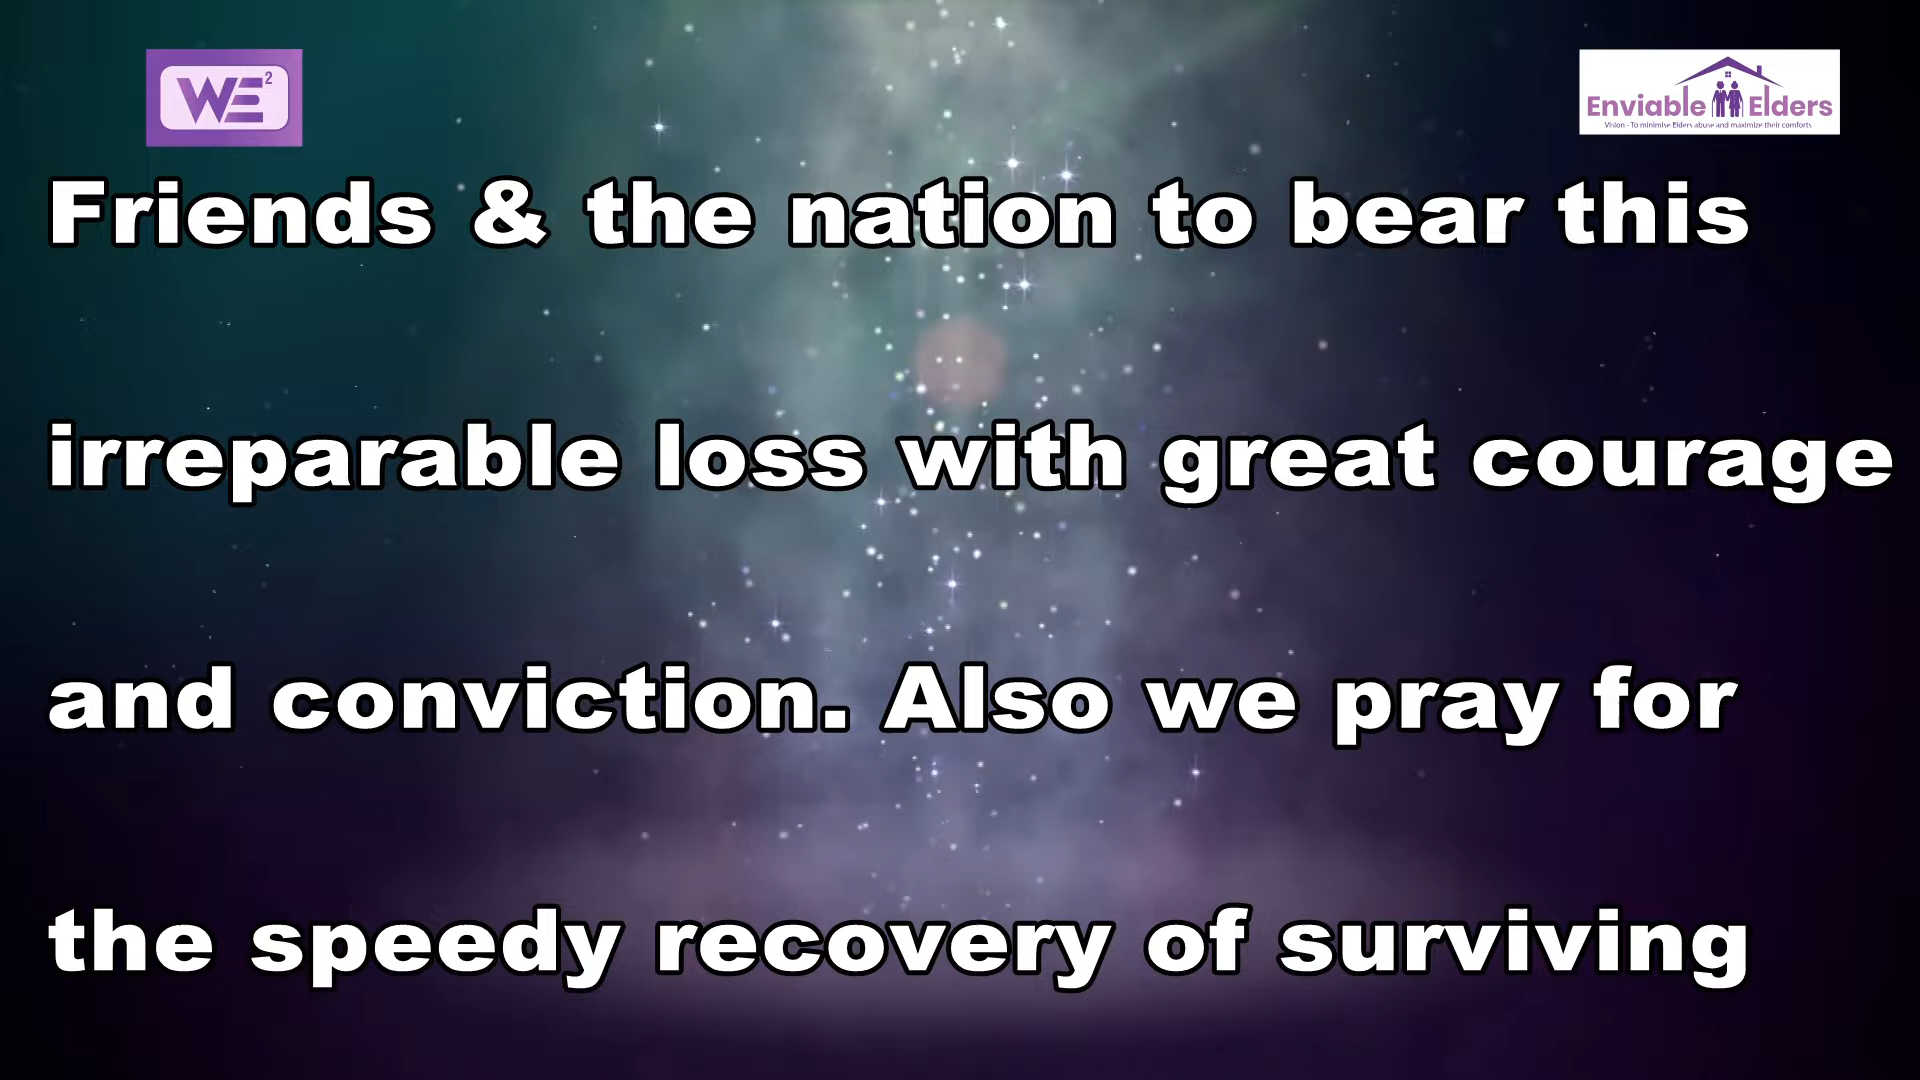 WE²
Enviable Elders
Vision - To minimise Elders abuse and maximize their comforts
Friends & the nation to bear this
irreparable loss with great courage
and conviction. Also we pray for
the speedy recovery of surviving